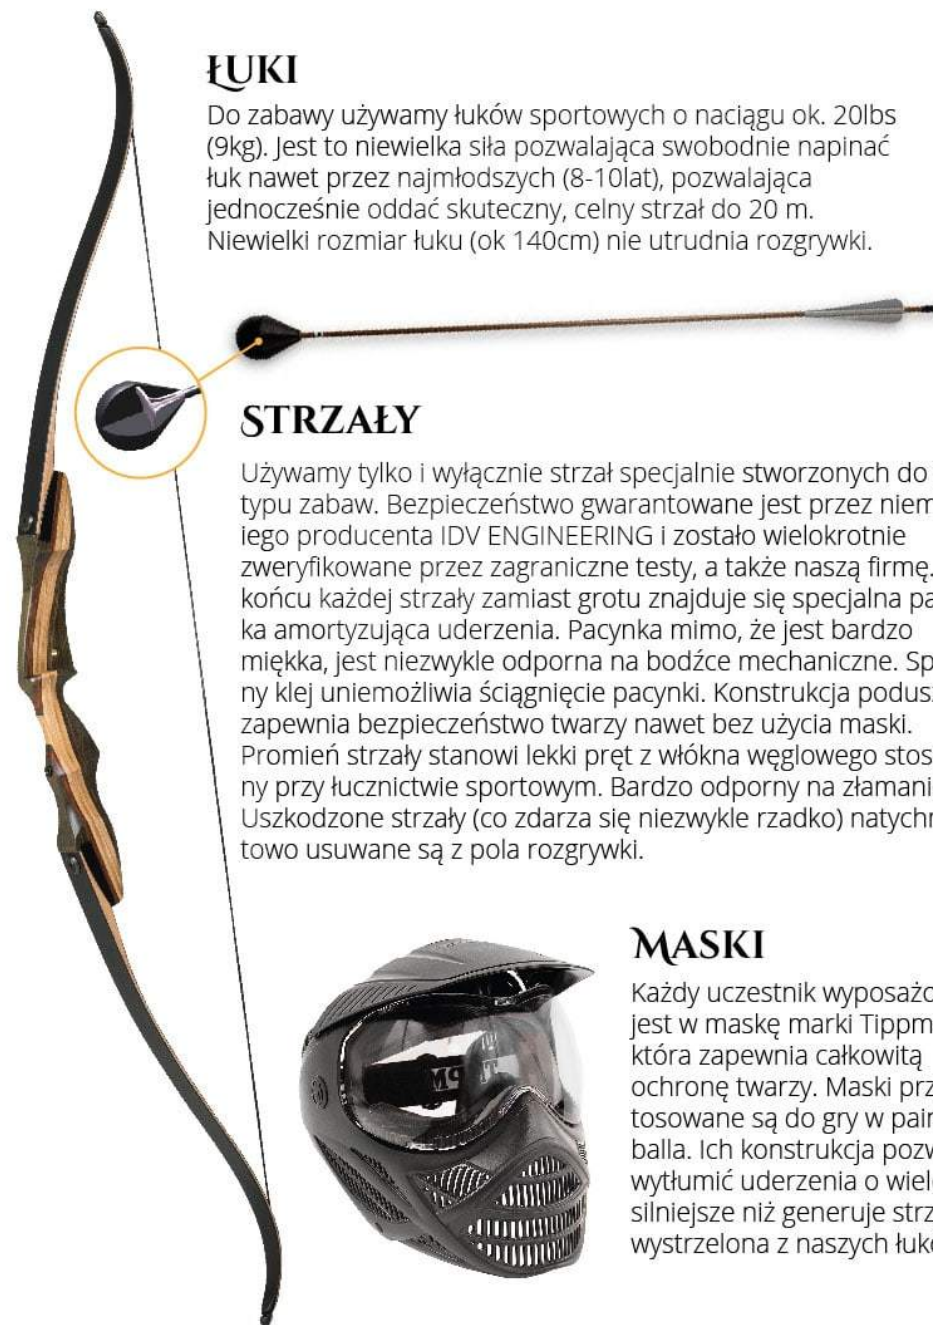 ŁUKI
Do zabawy używamy łuków sportowych o naciągu ok. 20lbs
(9kg). Jest to niewielka siła pozwalająca swobodnie napinać
łuk nawet przez najmłodszych (8-10lat), pozwalająca
jednocześnie oddać skuteczny, celny strzał do 20 m.
Niewielki rozmiar łuku (ok 140cm) nie utrudnia rozgrywki.
STRZAŁY
Używamy tylko i wyłącznie strzał specjalnie stworzonych do
typu zabaw. Bezpieczeństwo gwarantowane jest przez niem
iego producenta IDV ENGINEERING i zostało wielokrotnie
zweryfikowane przez zagraniczne testy, a także naszą firmę.
końcu każdej strzały zamiast grotu znajduje się specjalna pa
ka amortyzująca uderzenia. Pacynka mimo, że jest bardzo
miękka, jest niezwykle odporna na bodźce mechaniczne. Sp
ny klej uniemożliwia ściągnięcie pacynki. Konstrukcja podus
zapewnia bezpieczeństwo twarzy nawet bez użycia maski.
Promień strzały stanowi lekki pręt z włókna węglowego stos
ny przy łucznictwie sportowym. Bardzo odporny na złamani
Uszkodzone strzały (co zdarza się niezwykle rzadko) natychm
towo usuwane są z pola rozgrywki.
MASKI
Każdy uczestnik wyposażo
jest w maskę marki Tippm
która zapewnia całkowitą
ochronę twarzy. Maski prz
tosowane są do gry w pain
balla. Ich konstrukcja pozw
wytłumić uderzenia o wiel
silniejsze niż generuje strz
wystrzelona z naszych łuk